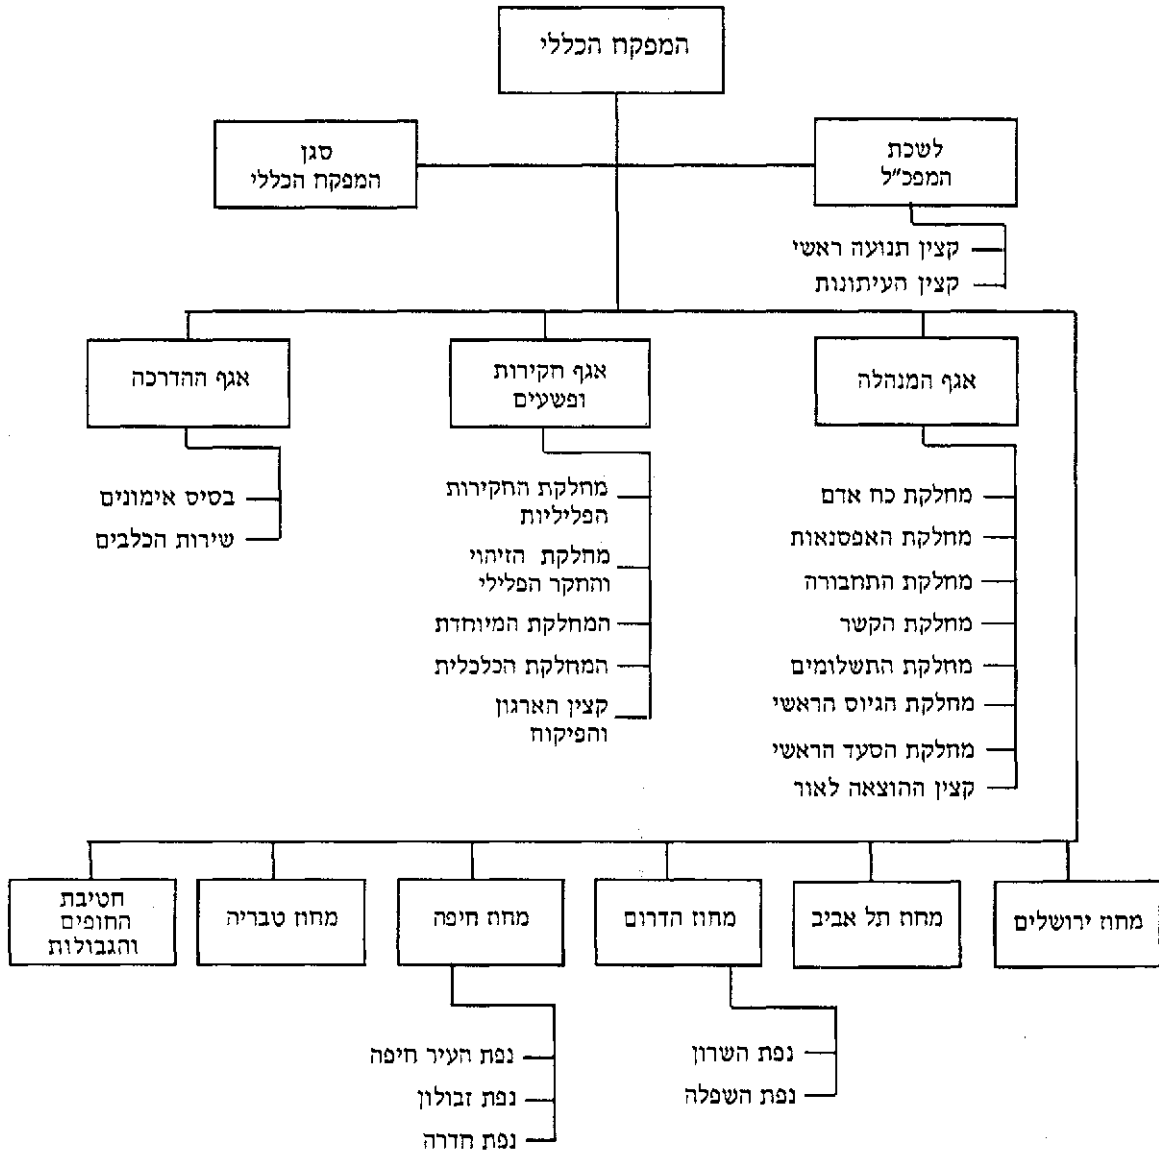 המפקח הכללי
לשכת
המפכ"ל
קצין תנועה ראשי
קצין העיתונות
סגן
המפקח הכללי
אגף המנהלה
מחלקת כח אדם
מחלקת האפסנאות
מחלקת התחבורה
מחלקת הקשר
מחלקת התשלומים
מחלקת הגיוס הראשי
מחלקת הסעד הראשי
קצין ההוצאה לאור
אגף חקירות
ופשעים
מחלקת החקירות
הפליליות
מחלקת הזיהוי
והחקר הפלילי
המחלקת המיוחדת
המחלקת הכלכלית
קצין הארגון
והפיקוח
אגף ההדרכה
בסיס אימונים
שירות הכלבים
מחוז ירושלים
מחוז תל אביב
מחוז הדרום
נפת השרון
נפת השפלה
מחוז חיפה
נפת העיר חיפה
נפת זבולון
נפת חדרה
מחוז טבריה
חטיבת
החופים
והגבולות